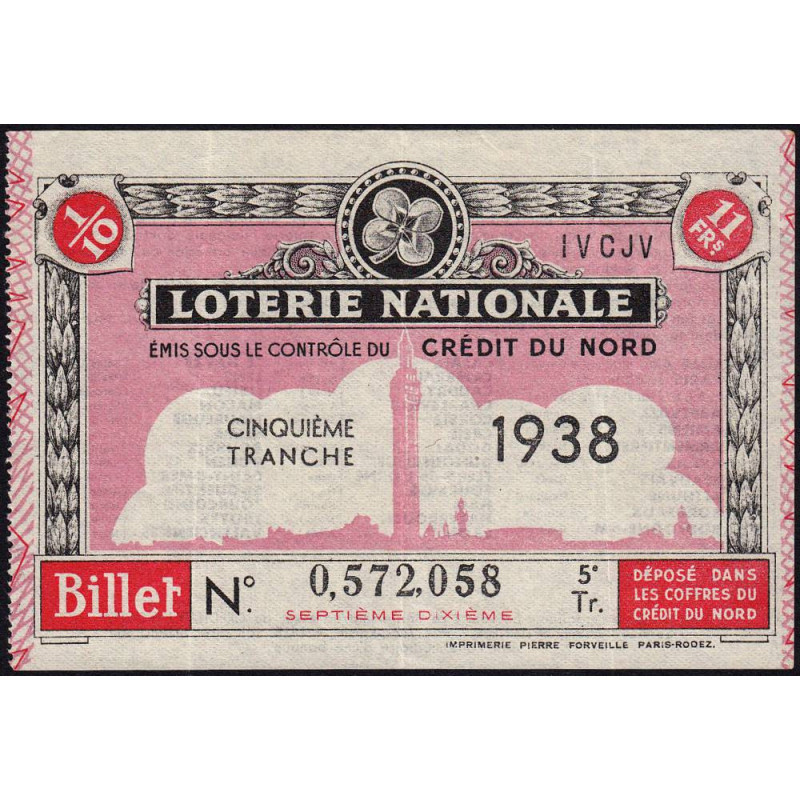 1/10
11 FRS.
IVCJV
LOTERIE NATIONALE
ÉMIS SOUS LE CONTRÔLE DU CRÉDIT DU NORD
CINQUIÈME
TRANCHE
1938
Billet N° 0,572,058 5e Tr.
SEPTIÈME DIXIÈME
DÉPOSÉ DANS
LES COFFRES DU
CRÉDIT DU NORD
IMPRIMERIE PIERRE FORVEILLE PARIS-RODEZ.